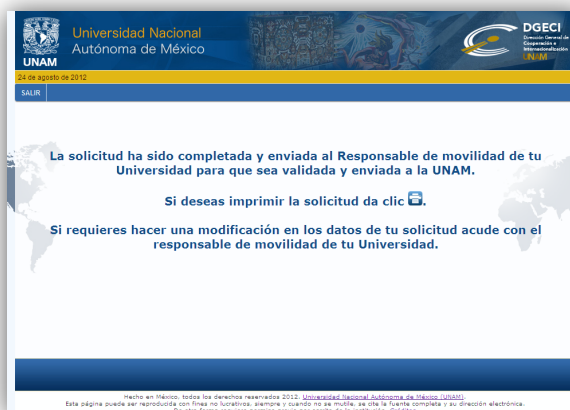 UNAM
Universidad Nacional
Autónoma de México
DGECI
Dirección General de
Cooperación e
Internacionalización
UNAM
24 de agosto de 2012
SALIR
La solicitud ha sido completada y enviada al Responsable de movilidad de tu
Universidad para que sea validada y enviada a la UNAM.
Si deseas imprimir la solicitud da clic .
Si requieres hacer una modificación en los datos de tu solicitud acude con el
responsable de movilidad de tu Universidad.
Hecho en México, todos los derechos reservados 2012. Universidad Nacional Autónoma de México (UNAM).
Esta página puede ser reproducida con fines no lucrativos, siempre y cuando no se mutile, se cite la fuente completa y su dirección electrónica.